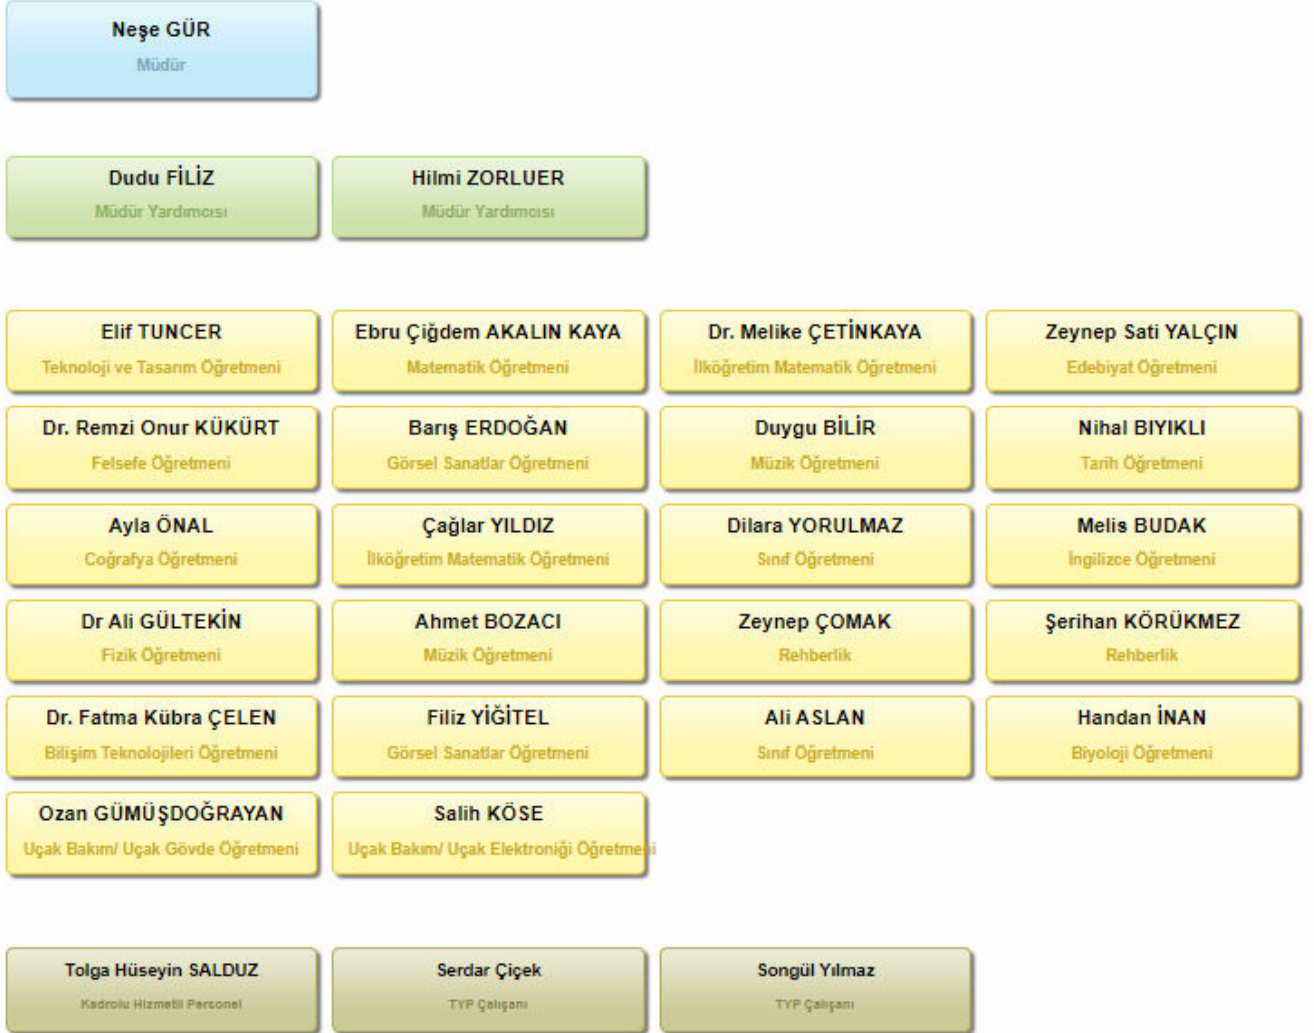 Neşe GÜR
Müdür
Dudu FİLİZ
Müdür Yardımcısı
Hilmi ZORLUER
Müdür Yardımcısı
Elif TUNCER
Teknoloji ve Tasarım Öğretmeni
Ebru Çiğdem AKALIN KAYA
Matematik Öğretmeni
Dr. Melike ÇETİNKAYA
İlköğretim Matematik Öğretmeni
Zeynep Sati YALÇIN
Edebiyat Öğretmeni
Dr. Remzi Onur KÜKÜRT
Felsefe Öğretmeni
Barış ERDOĞAN
Görsel Sanatlar Öğretmeni
Duygu BİLİR
Müzik Öğretmeni
Nihal BIYIKLI
Tarih Öğretmeni
Ayla ÖNAL
Coğrafya Öğretmeni
Çağlar YILDIZ
İlköğretim Matematik Öğretmeni
Dilara YORULMAZ
Sınıf Öğretmeni
Melis BUDAK
İngilizce Öğretmeni
Dr Ali GÜLTEKİN
Fizik Öğretmeni
Ahmet BOZACI
Müzik Öğretmeni
Zeynep ÇOMAK
Rehberlik
Şerihan KÖRÜKMEZ
Rehberlik
Dr. Fatma Kübra ÇELEN
Bilişim Teknolojileri Öğretmeni
Filiz YİĞİTEL
Görsel Sanatlar Öğretmeni
Ali ASLAN
Sınıf Öğretmeni
Handan İNAN
Biyoloji Öğretmeni
Ozan GÜMÜŞDOĞRAYAN
Uçak Bakım/ Uçak Gövde Öğretmeni
Salih KÖSE
Uçak Bakım/ Uçak Elektroniği Öğretmeni
Tolga Hüseyin SALDUZ
Kadrolu Hizmetli Personel
Serdar Çiçek
TYP Çalışanı
Songül Yılmaz
TYP Çalışanı